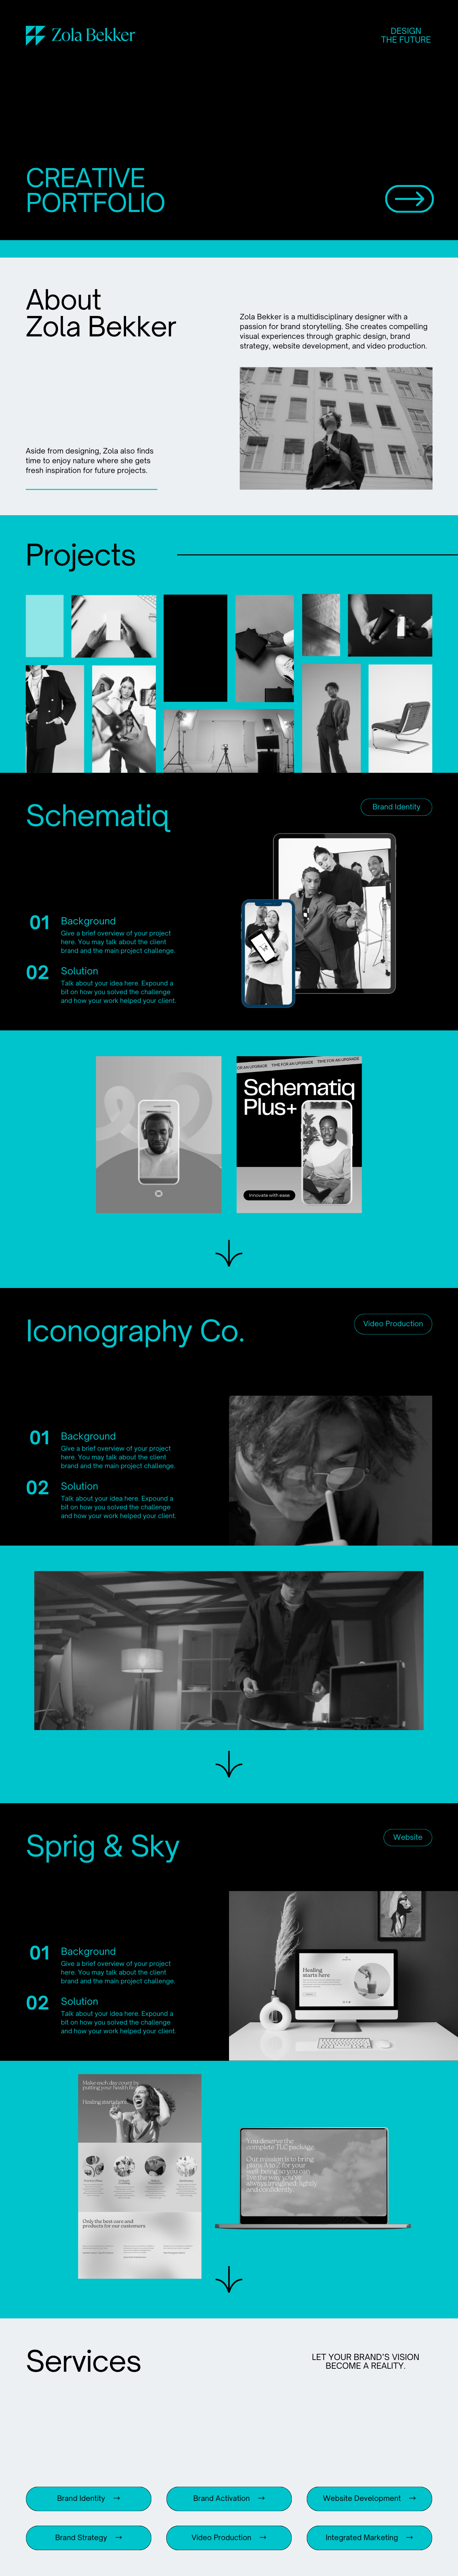 Zola Bekker
DESIGN
THE FUTURE
CREATIVE
PORTFOLIO
About
Zola Bekker
Zola Bekker is a multidisciplinary designer with a
passion for brand storytelling. She creates compelling
visual experiences through graphic design, brand
strategy, website development, and video production.
Aside from designing, Zola also finds
time to enjoy nature where she gets
fresh inspiration for future projects.
Projects
Schematiq
Brand Identity
01
Background
Give a brief overview of your project
here. You may talk about the client
brand and the main project challenge.
02
Solution
Talk about your idea here. Expound a
bit on how you solved the challenge
and how your work helped your client.
FOR AN UPGRADE TIME FOR AN UPGRADE TIME FOR AN UPGRADE
Schematiq
Plus+
Innovate with ease
Iconography Co.
Video Production
01
Background
Give a brief overview of your project
here. You may talk about the client
brand and the main project challenge.
02
Solution
Talk about your idea here. Expound a
bit on how you solved the challenge
and how your work helped your client.
Sprig & Sky
Website
01
Background
Give a brief overview of your project
here. You may talk about the client
brand and the main project challenge.
02
Solution
Talk about your idea here. Expound a
bit on how you solved the challenge
and how your work helped your client.
Healing
starts here
Make each day count by
putting your health first.
Healing starts here.
Only the best care and
products for our customers
You deserve the
complete TLC package.
Our mission is to bring
plans A to Z for your
well-being so you can
live the way you've
always imagined: lightly
and confidently.
Services
LET YOUR BRAND'S VISION
BECOME A REALITY.
Brand Identity →
Brand Activation →
Website Development →
Brand Strategy →
Video Production →
Integrated Marketing →